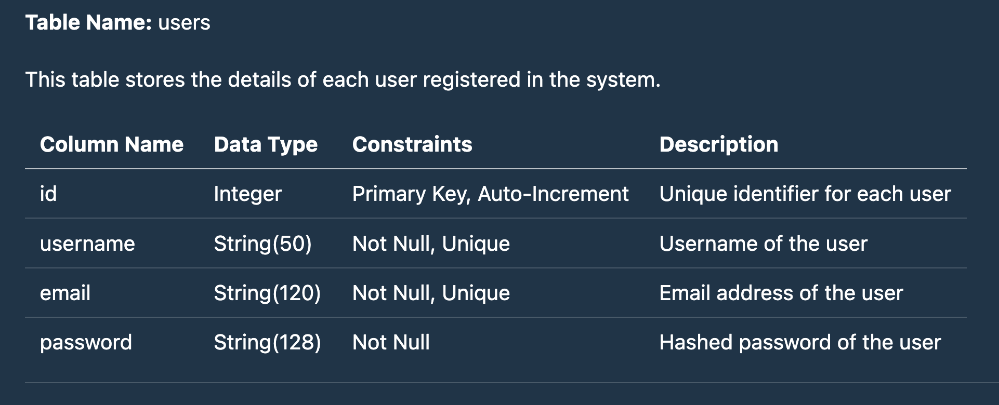 Table Name: users
This table stores the details of each user registered in the system.
Column Name Data Type Constraints Description
id Integer Primary Key, Auto-Increment Unique identifier for each user
username String(50) Not Null, Unique Username of the user
email String(120) Not Null, Unique Email address of the user
password String(128) Not Null Hashed password of the user